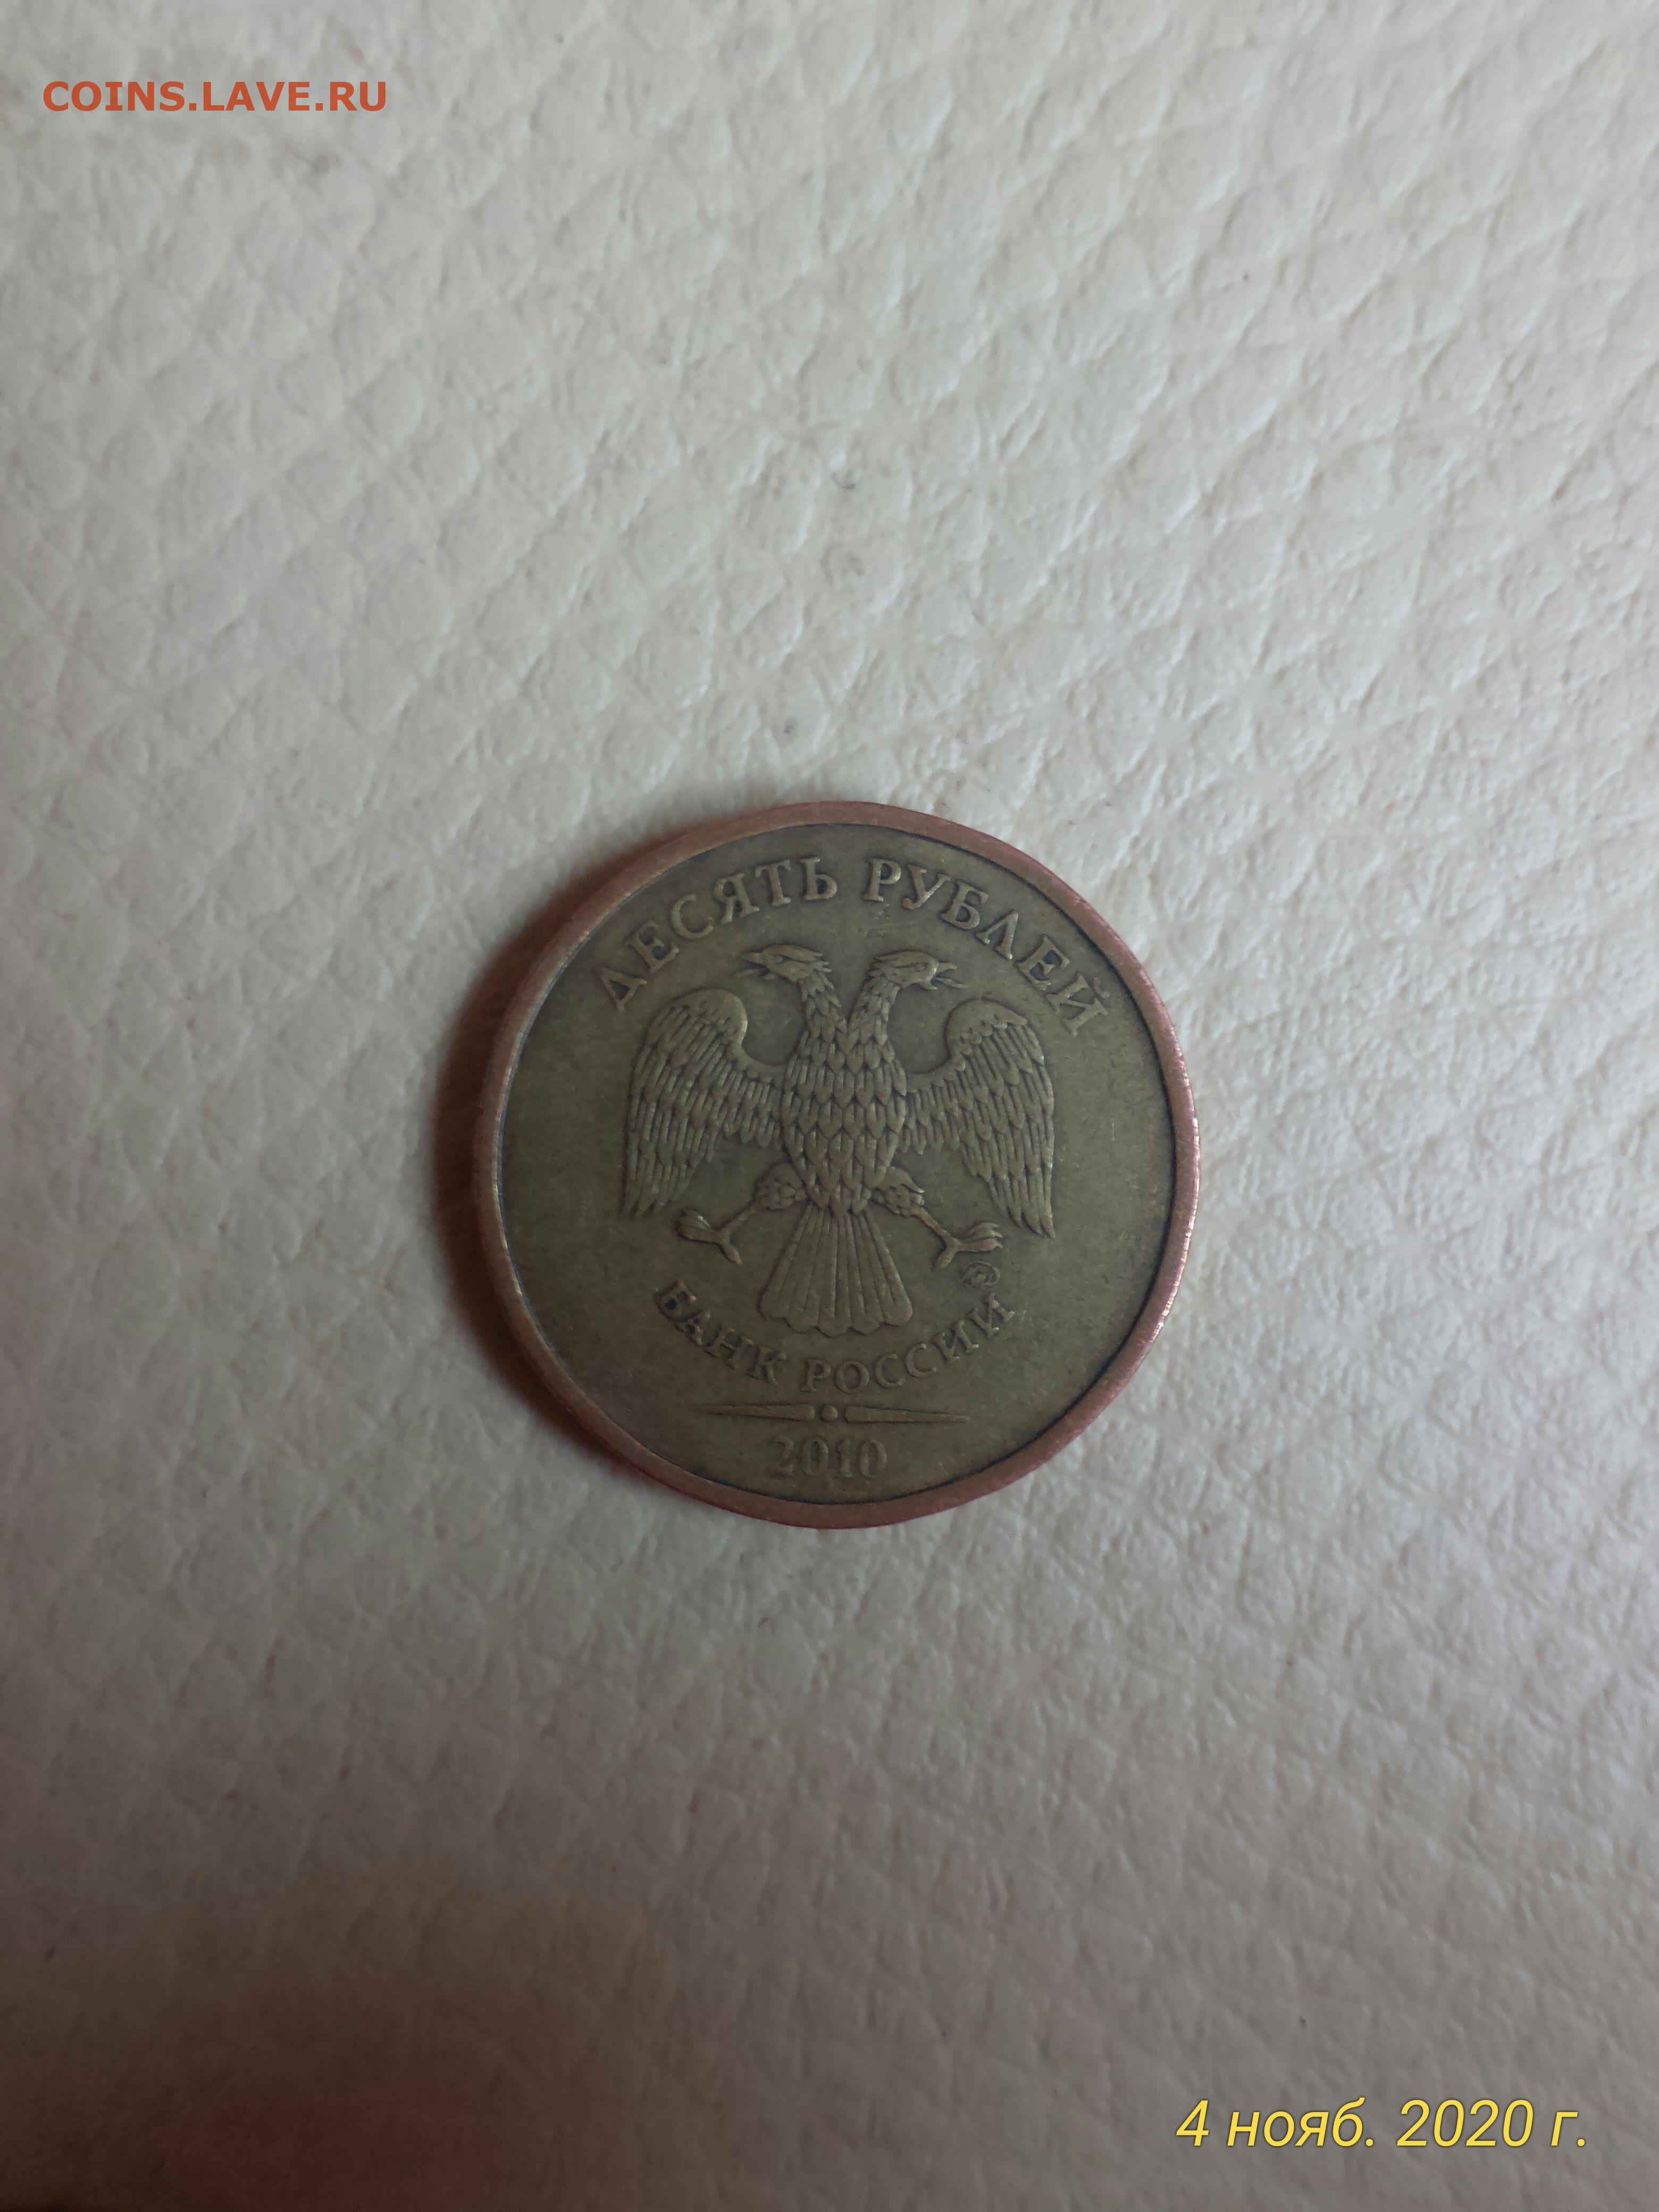 COINS.LAVE.RU
ДЕСЯТЬ РУБЛЕЙ
БАНК РОССИИ
2010
4 нояб. 2020 г.